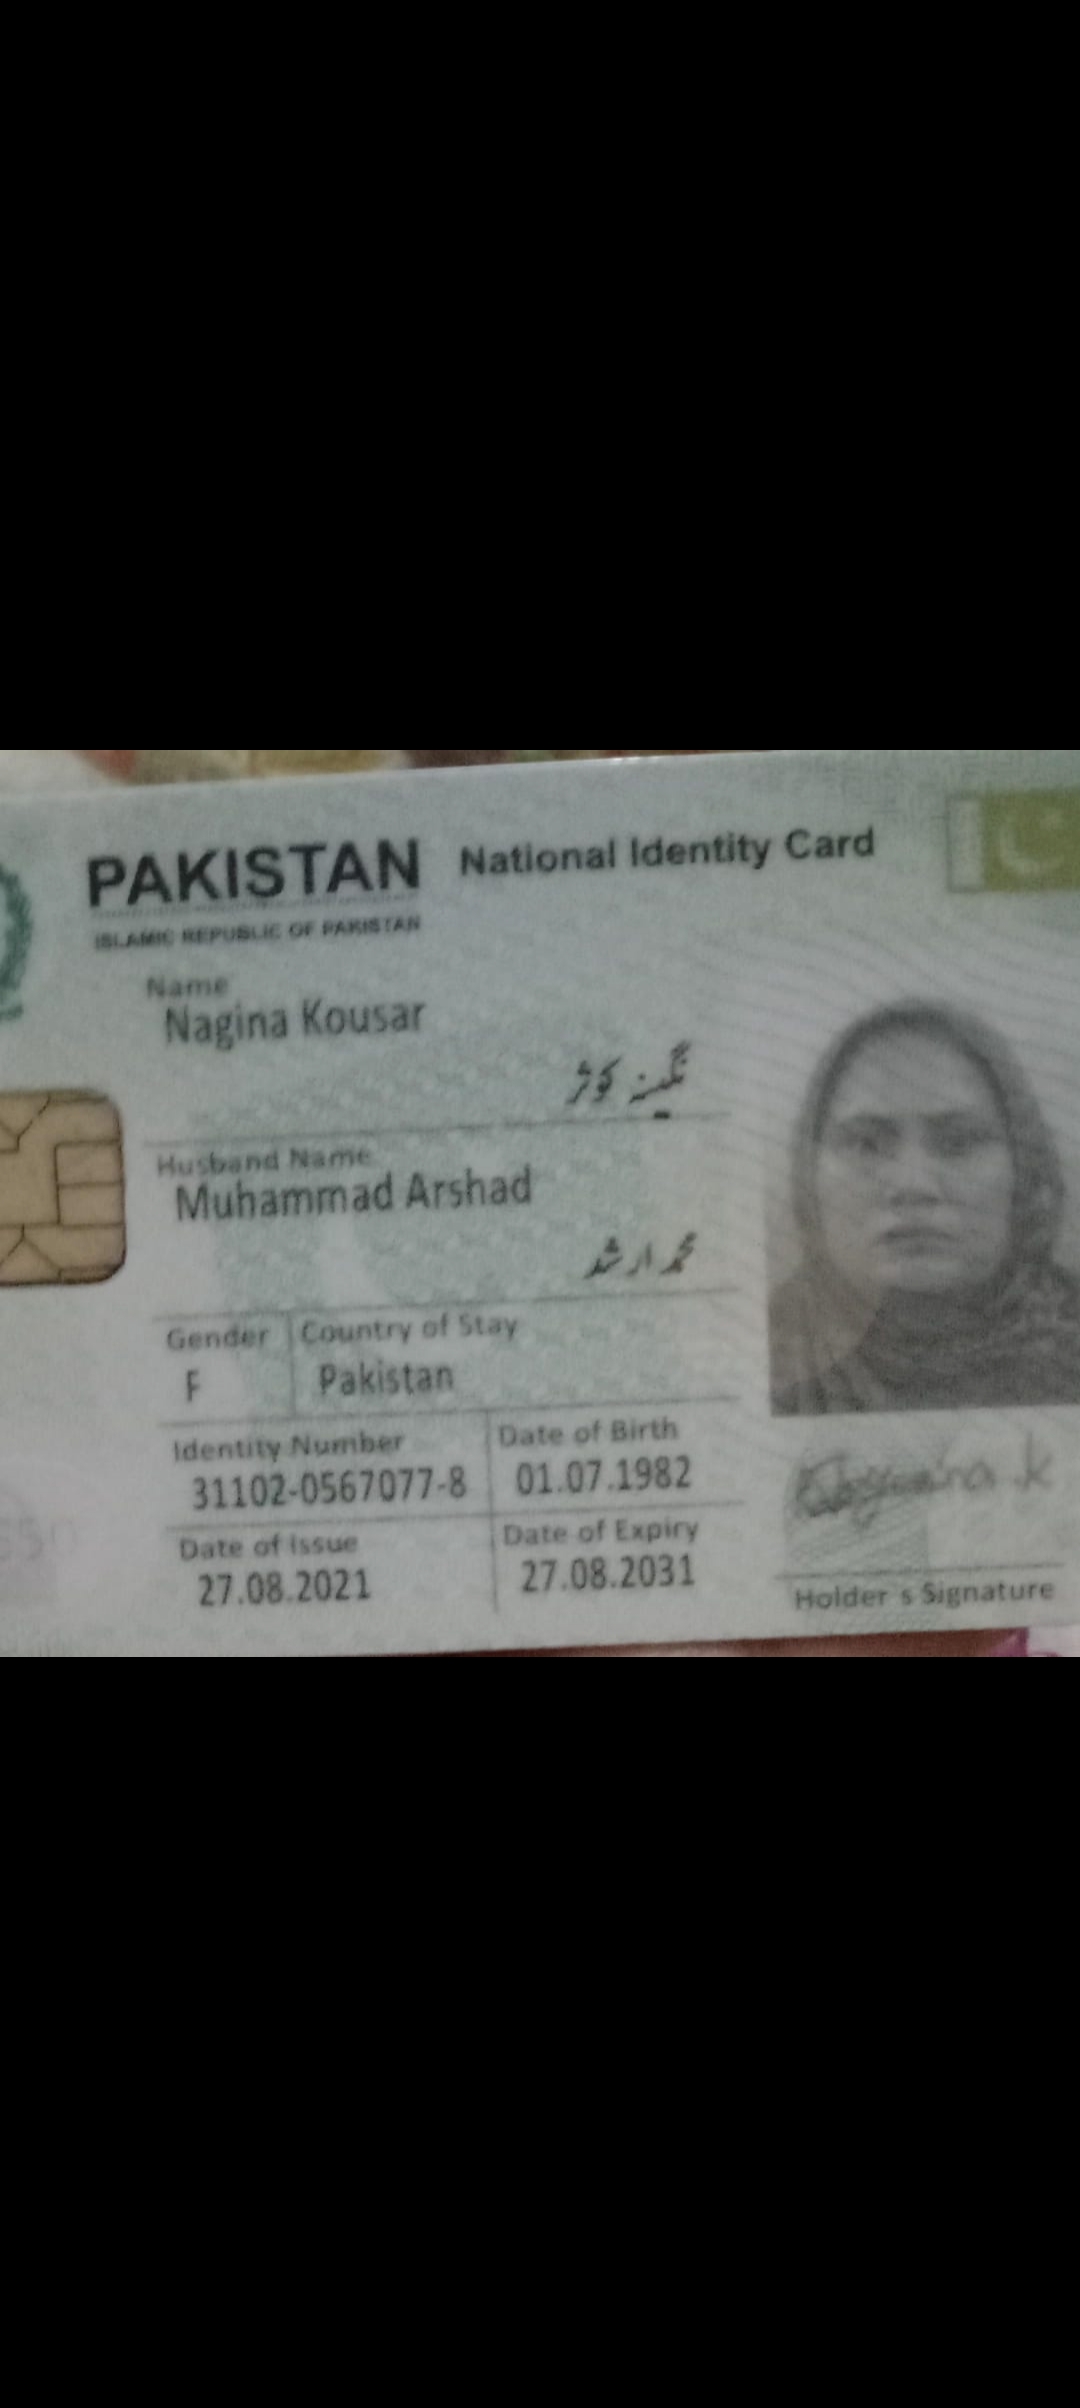 PAKISTAN National Identity Card
ISLAMIC REPUBLIC OF PAKISTAN
Name
Nagina Kousar
نگینہ کوثر
Husband Name
Muhammad Arshad
محمد ارشد
Gender Country of Stay
F Pakistan
Identity Number Date of Birth
31102-0567077-8 01.07.1982
Date of Issue Date of Expiry
27.08.2021 27.08.2031
Holder s Signature